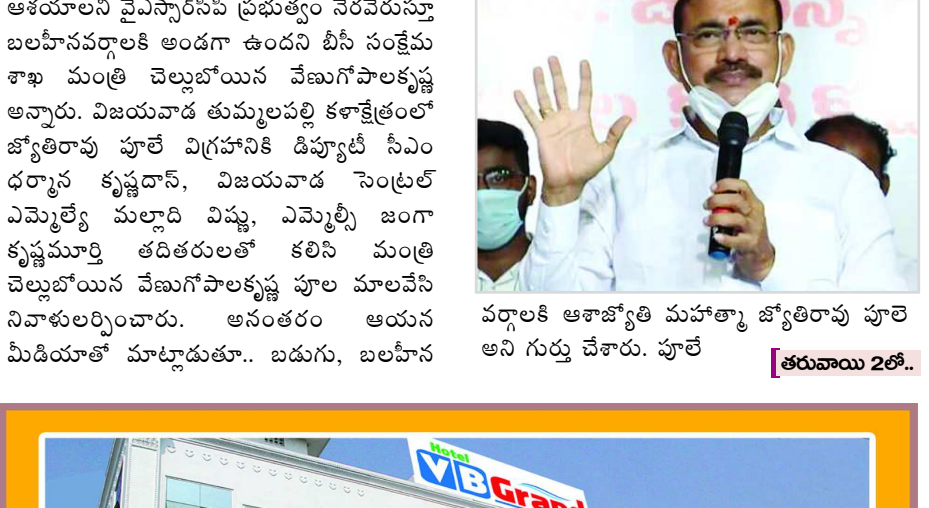 ఆశయాలని వైఎస్సార్‌సీపీ ప్రభుత్వం నెరవేరుస్తూ
బలహీనవర్గాలకి అండగా ఉందని బీసీ సంక్షేమ
శాఖ మంత్రి చెల్లుబోయిన వేణుగోపాలకృష్ణ
అన్నారు. విజయవాడ తుమ్మలపల్లి కళాక్షేత్రంలో
జ్యోతిరావు పూలే విగ్రహానికి డిప్యూటీ సీఎం
ధర్మాన కృష్ణదాస్, విజయవాడ సెంట్రల్
ఎమ్మెల్యే మల్లాది విష్ణు, ఎమ్మెల్సీ జంగా
కృష్ణమూర్తి తదితరులతో కలిసి మంత్రి
చెల్లుబోయిన వేణుగోపాలకృష్ణ పూల మాలవేసి
నివాళులర్పించారు. అనంతరం ఆయన
మీడియాతో మాట్లాడుతూ.. బడుగు, బలహీన
వర్గాలకి ఆశాజ్యోతి మహాత్మా జ్యోతిరావు పూలె
అని గుర్తు చేశారు. పూలే
తరువాయి 2లో..
Hotel
VB Grand